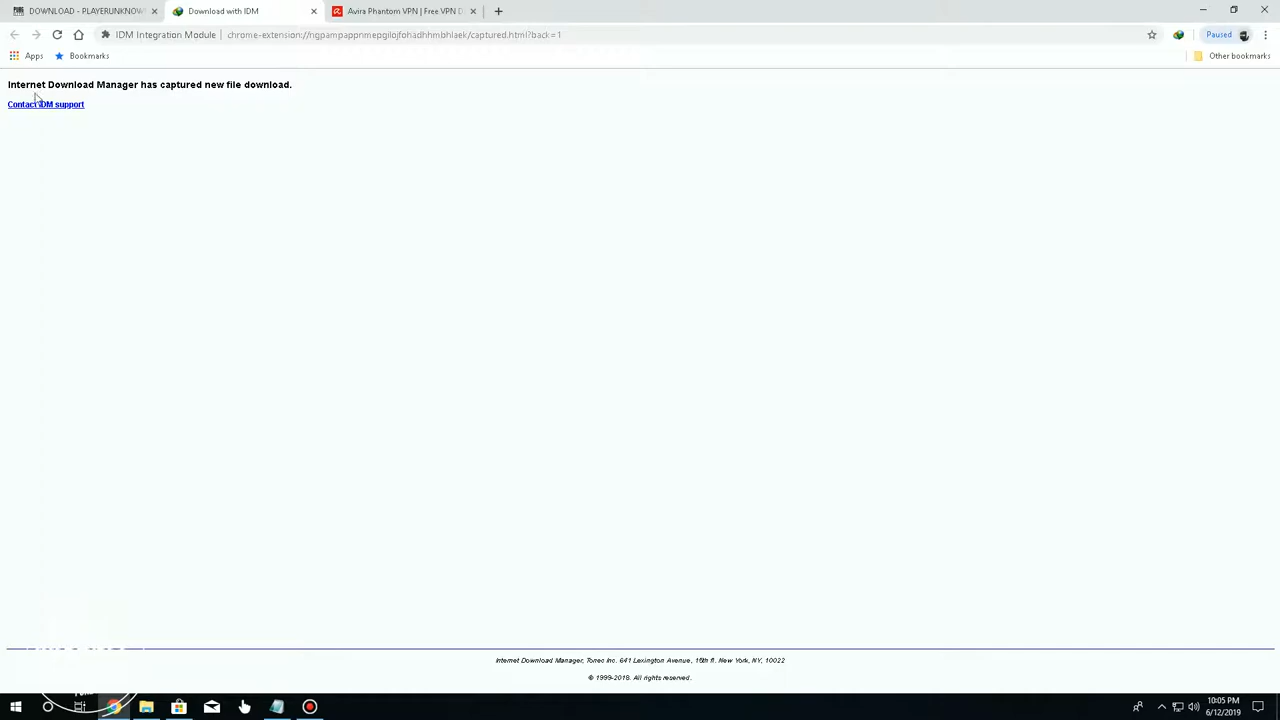 DOWNLOAD - PLAYERUNKNOW
Download with IDM
Avira Phantom VPN | Free VPN D
IDM Integration Module | chrome-extension://ngpampappnmepgilojfohadhhmbhlaek/captured.html?back=1
Paused
Apps
Bookmarks
Other bookmarks
Internet Download Manager has captured new file download.
Contact IDM support
Internet Download Manager, Tonec Inc. 641 Lexington Avenue, 15th fl. New York, NY, 10022
© 1999-2018. All rights reserved.
10:05 PM
6/12/2019